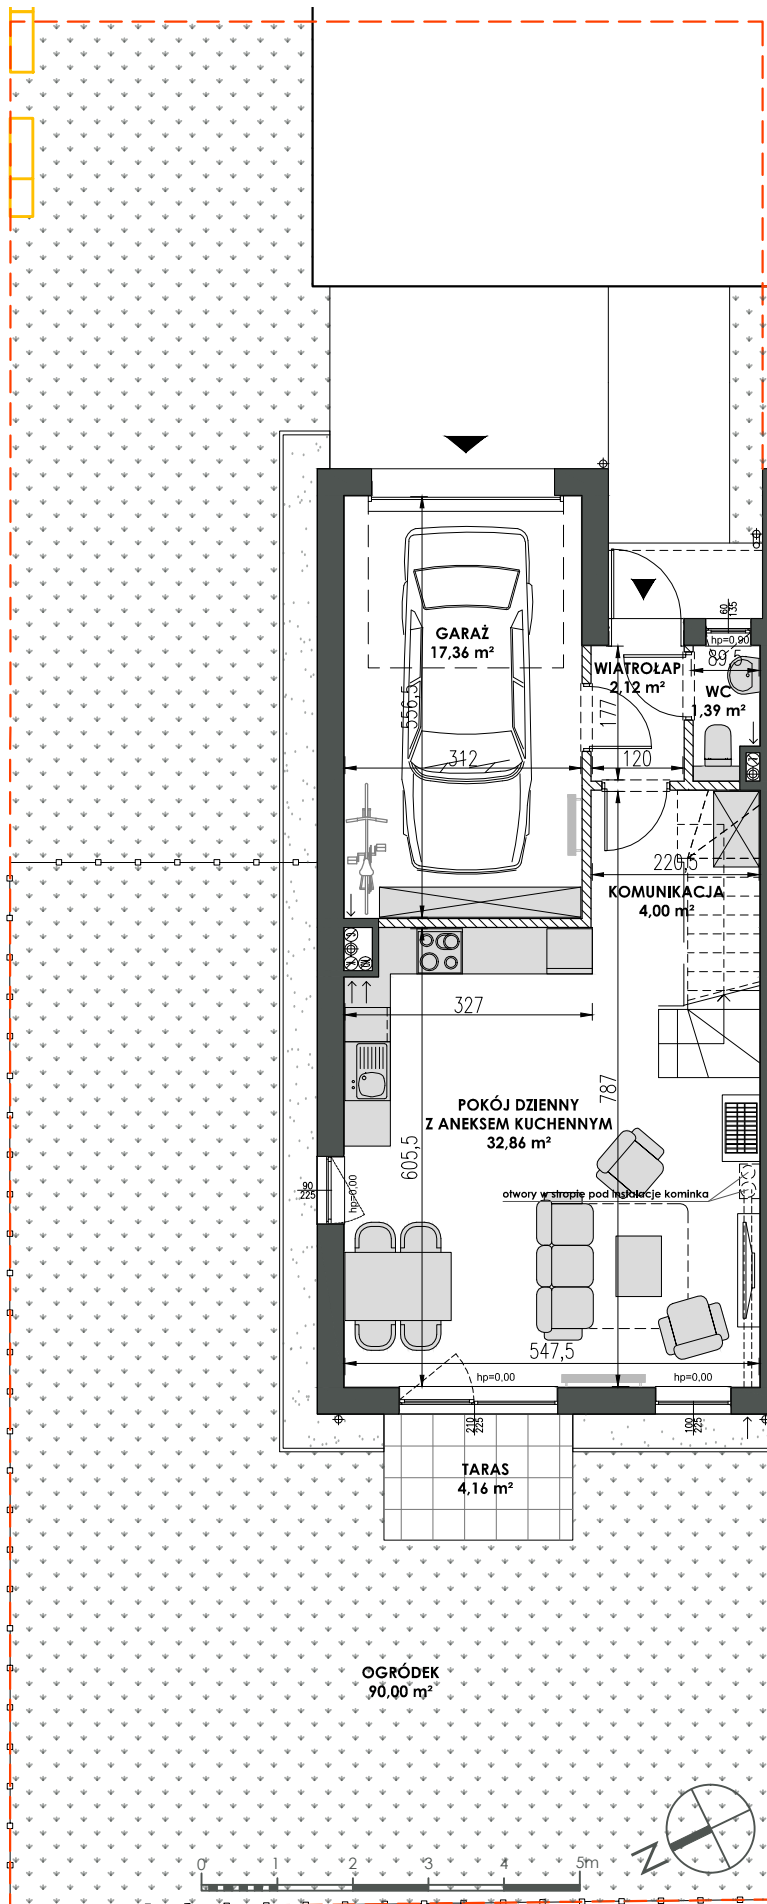 GARAŻ
17,36 m²
556,5
312
WIATROŁAP
2,12 m²
177
120
60
135
hp=0,90
89,5
WC
1,39 m²
220,5
KOMUNIKACJA
4,00 m²
327
787
POKÓJ DZIENNY
Z ANEKSEM KUCHENNYM
32,86 m²
605,5
90
225
hp=0,00
otwory w stropie pod instalacje kominka
547,5
hp=0,00
hp=0,00
210
225
100
225
TARAS
4,16 m²
OGRÓDEK
90,00 m²
N
0 1 2 3 4 5m